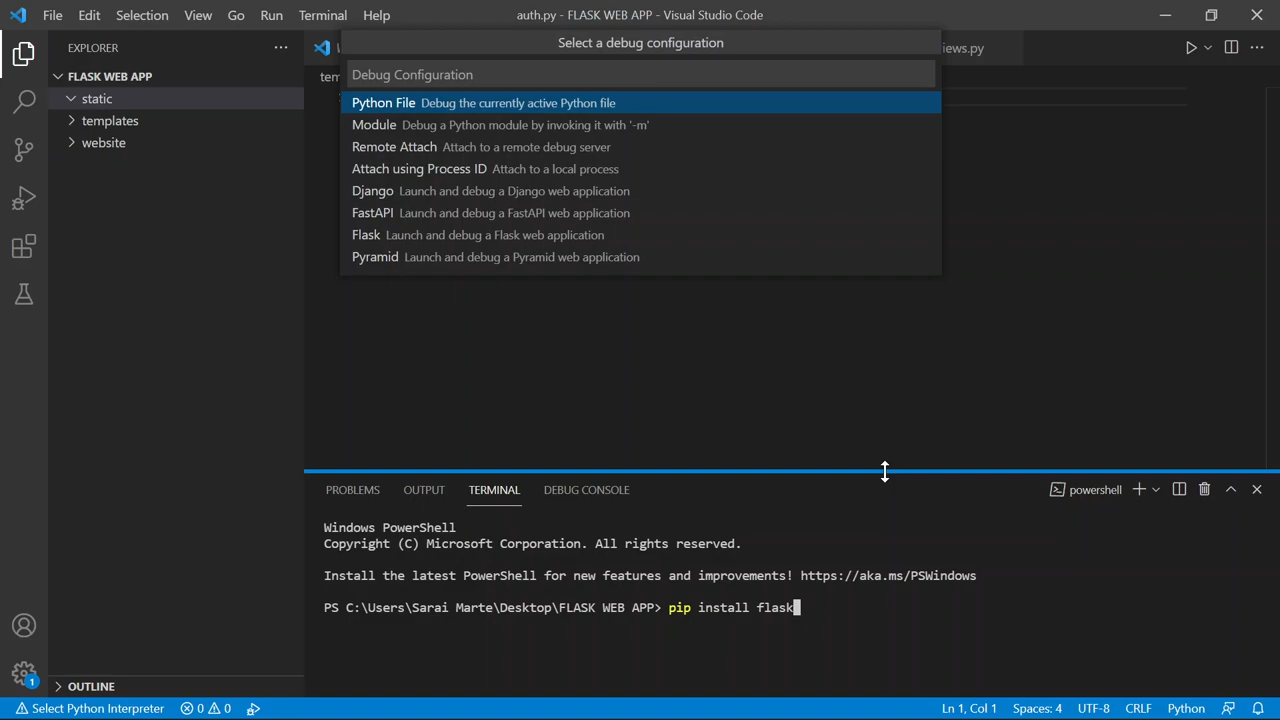 File Edit Selection View Go Run Terminal Help auth.py - FLASK WEB APP - Visual Studio Code
EXPLORER
FLASK WEB APP
static
templates
website
OUTLINE
Select a debug configuration
iews.py
Debug Configuration
tem
Python File Debug the currently active Python file
Module Debug a Python module by invoking it with '-m'
Remote Attach Attach to a remote debug server
Attach using Process ID Attach to a local process
Django Launch and debug a Django web application
FastAPI Launch and debug a FastAPI web application
Flask Launch and debug a Flask web application
Pyramid Launch and debug a Pyramid web application
PROBLEMS OUTPUT TERMINAL DEBUG CONSOLE powershell
Windows PowerShell
Copyright (C) Microsoft Corporation. All rights reserved.
Install the latest PowerShell for new features and improvements! https://aka.ms/PSWindows
PS C:\Users\Sarai Marte\Desktop\FLASK WEB APP> pip install flask
1
Select Python Interpreter 0 0 Ln 1, Col 1 Spaces: 4 UTF-8 CRLF Python